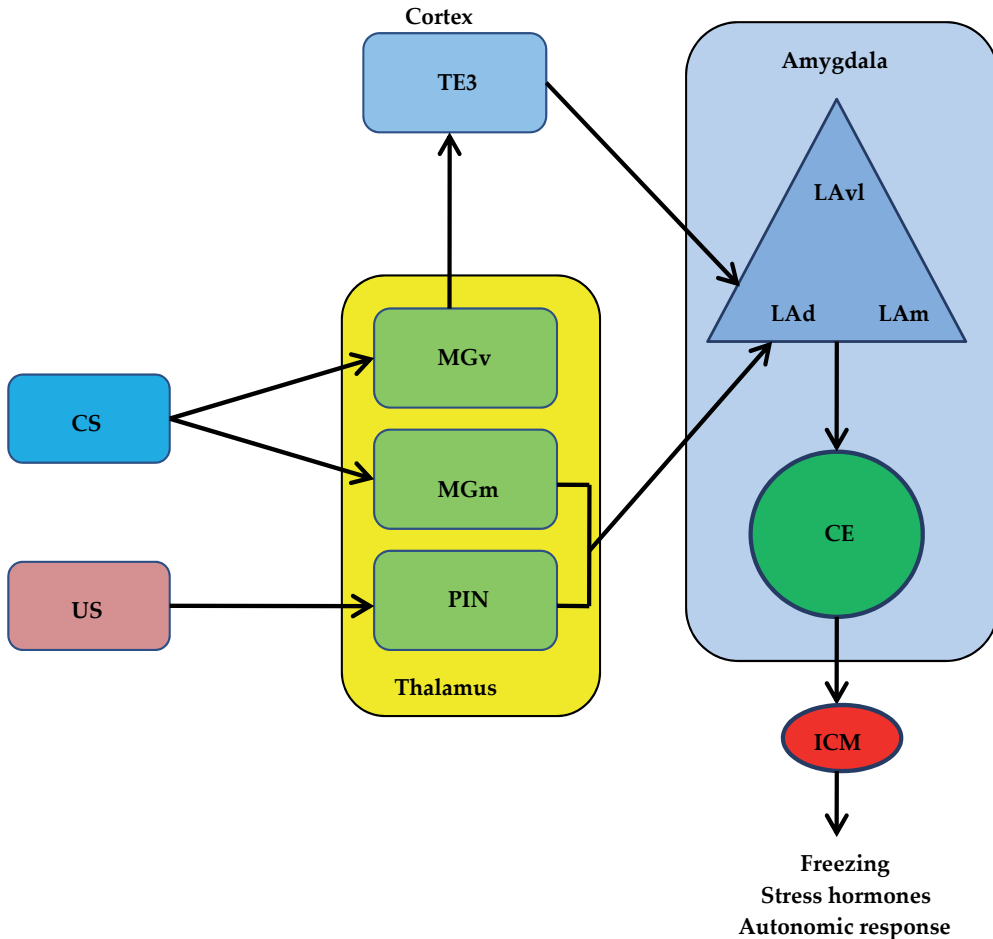 Cortex
TE3
Amygdala
LAvl
LAd
LAm
MGv
CS
MGm
CE
US
PIN
Thalamus
ICM
Freezing
Stress hormones
Autonomic response